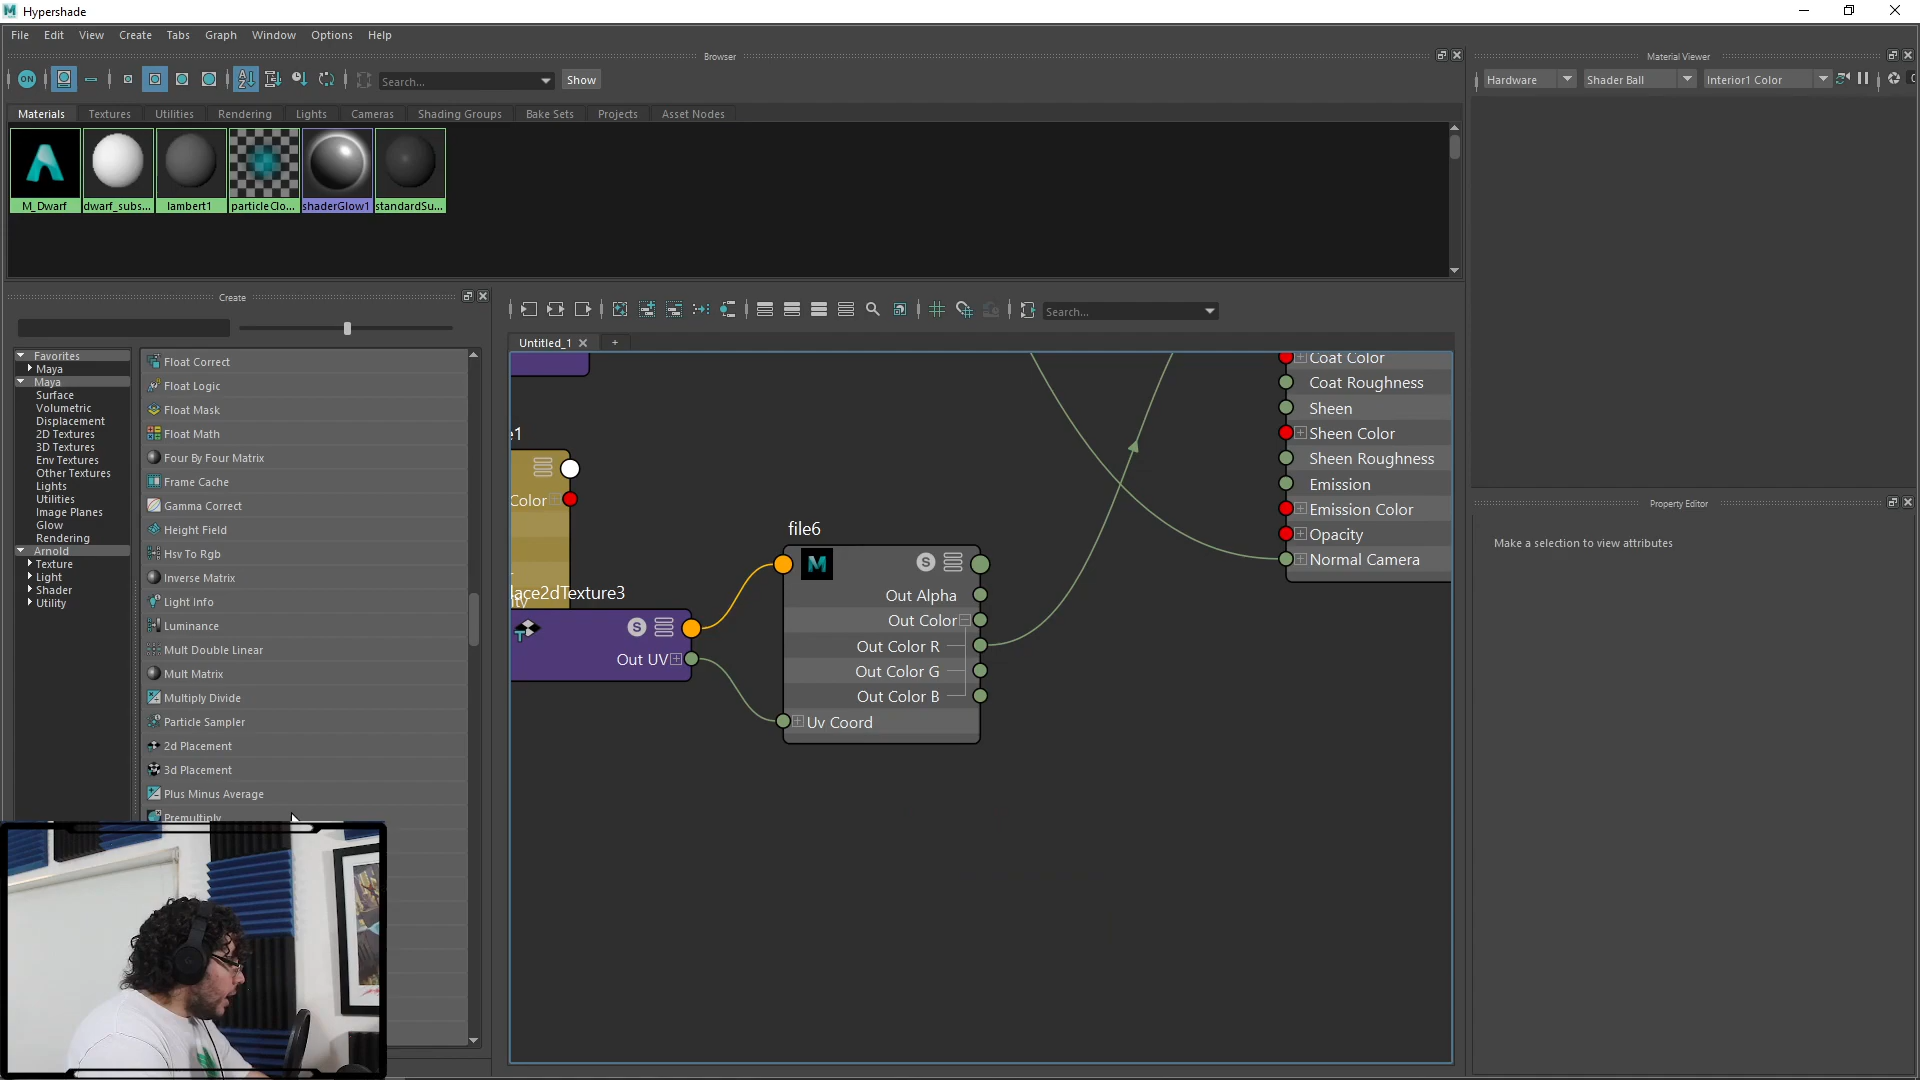 Hypershade
File Edit View Create Tabs Graph Window Options Help
Browser
Material Viewer
ON
Search...
Show
Hardware
Shader Ball
Interior1 Color
Materials Textures Utilities Rendering Lights Cameras Shading Groups Bake Sets Projects Asset Nodes
M_Dwarf dwarf_subs... lambert1 particleClo... shaderGlow1 standardSu...
Create
Search...
Untitled_1
Favorites
Maya
Maya
Surface
Volumetric
Displacement
2D Textures
3D Textures
Env Textures
Other Textures
Lights
Utilities
Image Planes
Glow
Rendering
Arnold
Texture
Light
Shader
Utility
Float Correct
Float Logic
Float Mask
Float Math
Four By Four Matrix
Frame Cache
Gamma Correct
Height Field
Hsv To Rgb
Inverse Matrix
Light Info
Luminance
Mult Double Linear
Mult Matrix
Multiply Divide
Particle Sampler
2d Placement
3d Placement
Plus Minus Average
Premultiply
e1
Color
ity
lace2dTexture3
S
Out UV
file6
M
S
Out Alpha
Out Color
Out Color R
Out Color G
Out Color B
Uv Coord
Coat Color
Coat Roughness
Sheen
Sheen Color
Sheen Roughness
Emission
Emission Color
Opacity
Normal Camera
Property Editor
Make a selection to view attributes